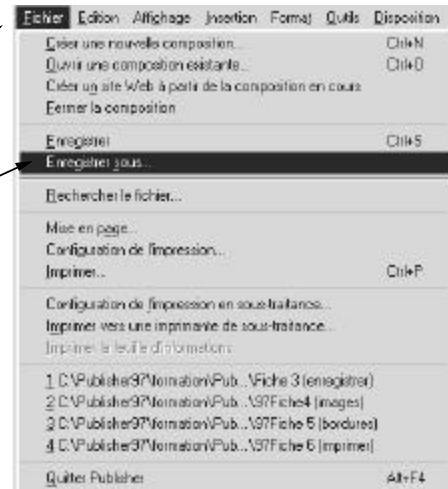 Fichier Edition Affichage Insertion Format Outils Disposition
Créer une nouvelle composition... Ctrl+N
Ouvrir une composition existante... Ctrl+O
Créer un site Web à partir de la composition en cours
Fermer la composition
Enregistrer Ctrl+S
Enregistrer sous...
Rechercher le fichier...
Mise en page...
Configuration de l'impression...
Imprimer... Ctrl+P
Configuration de l'impression en sous-traitance...
Imprimer vers une imprimante de sous-traitance...
Imprimer la feuille d'informations
1 C:\Publisher97\formation\Pub...\Fiche 3 (enregistrer)
2 C:\Publisher97\formation\Pub...\97Fiche4 (images)
3 C:\Publisher97\formation\Pub...\97Fiche 5 (bordures)
4 C:\Publisher97\formation\Pub...\97Fiche 6 (imprimer)
Quitter Publisher Alt+F4